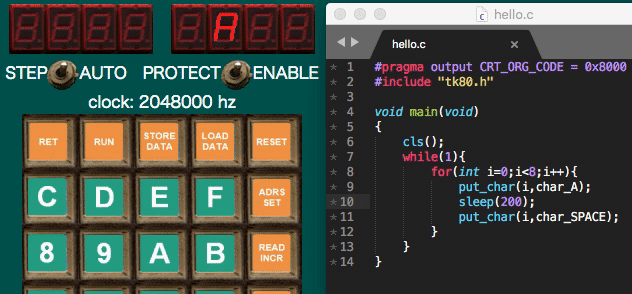 A
STEP AUTO PROTECT ENABLE
clock: 2048000 hz
RET RUN STORE DATA LOAD DATA RESET
C D E F ADRS SET
8 9 A B READ INCR
hello.c
hello.c
1 #pragma output CRT_ORG_CODE = 0x8000
2 #include "tk80.h"
3
4 void main(void)
5 {
6 cls();
7 while(1){
8 for(int i=0;i<8;i++){
9 put_char(i,char_A);
10 sleep(200);
11 put_char(i,char_SPACE);
12 }
13 }
14 }